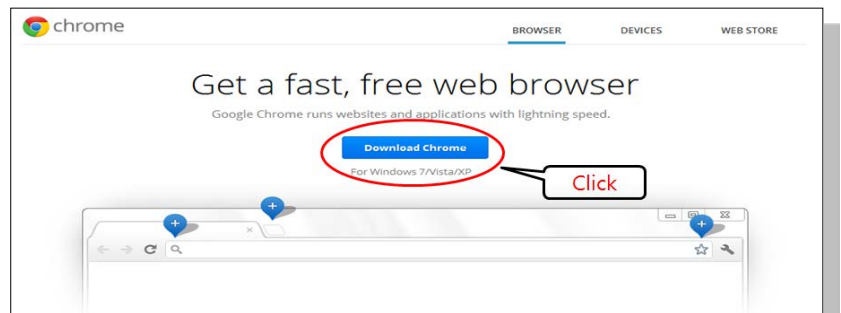 chrome
BROWSER DEVICES WEB STORE
Get a fast, free web browser
Google Chrome runs websites and applications with lightning speed.
Download Chrome
For Windows 7/Vista/XP
Click